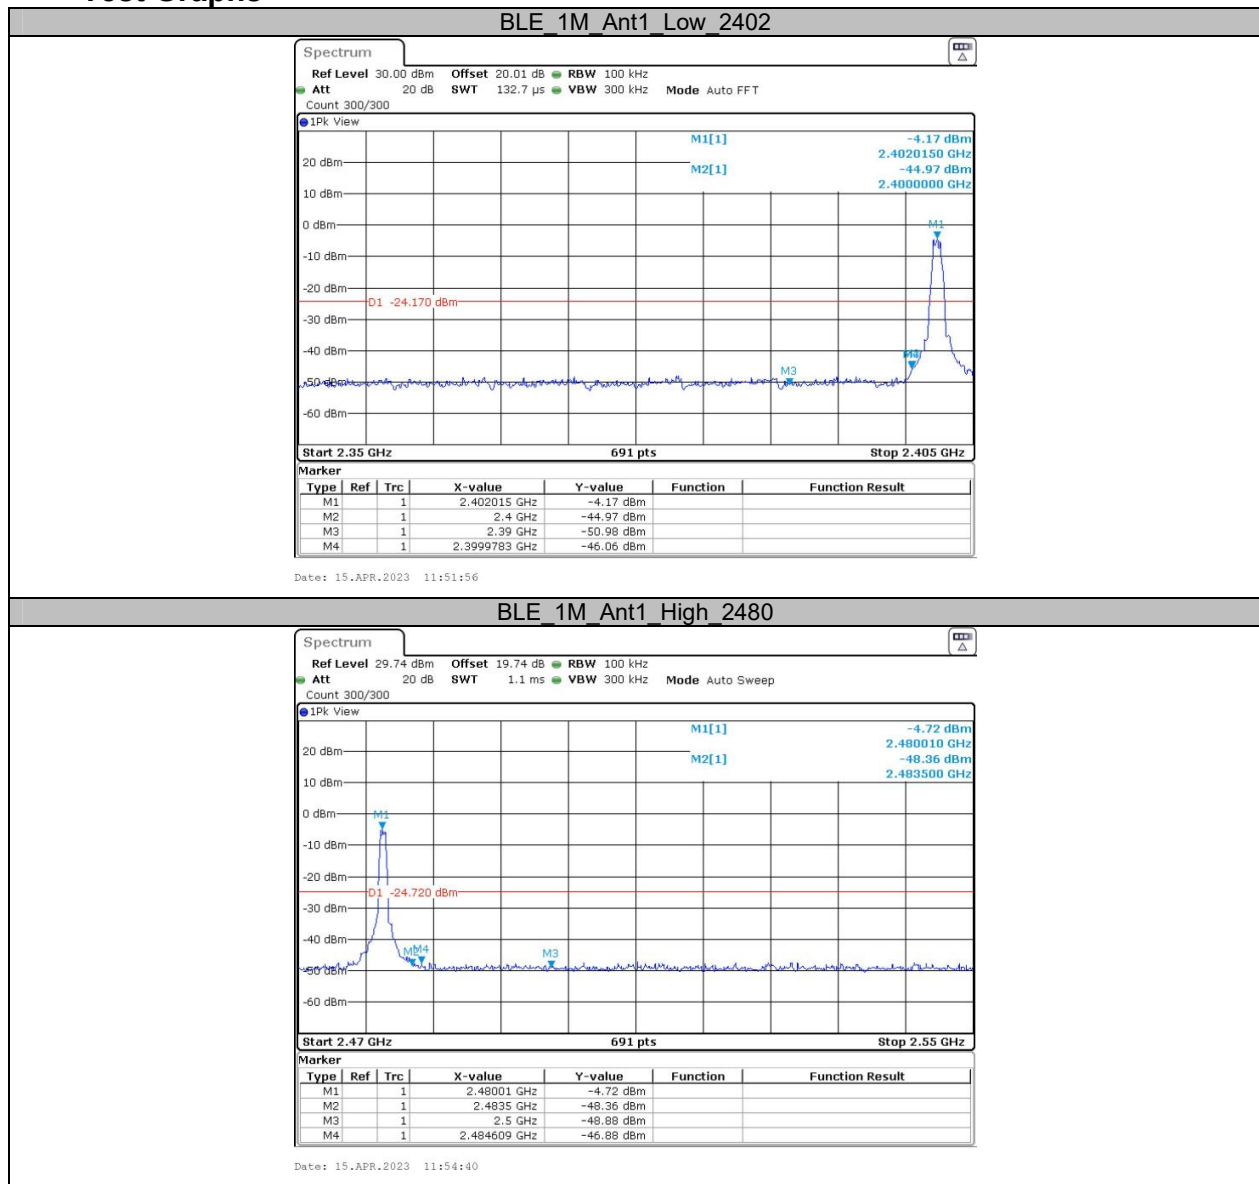 Test Graphs
BLE_1M_Ant1_Low_2402
Spectrum
Ref Level 30.00 dBm Offset 20.01 dB RBW 100 kHz
Att 20 dB SWT 132.7 µs VBW 300 kHz Mode Auto FFT
Count 300/300
1Pk View
M1[1] -4.17 dBm
2.4020150 GHz
20 dBm
M2[1] -44.97 dBm
2.4000000 GHz
10 dBm
0 dBm
M1
-10 dBm
-20 dBm
D1 -24.170 dBm
-30 dBm
-40 dBm
M3
-50 dBm
-60 dBm
Start 2.35 GHz 691 pts Stop 2.405 GHz
Marker
Type Ref Trc X-value Y-value Function Function Result
M1 1 2.402015 GHz -4.17 dBm
M2 1 2.4 GHz -44.97 dBm
M3 1 2.39 GHz -50.98 dBm
M4 1 2.3999783 GHz -46.06 dBm
Date: 15.APR.2023 11:51:56
BLE_1M_Ant1_High_2480
Spectrum
Ref Level 29.74 dBm Offset 19.74 dB RBW 100 kHz
Att 20 dB SWT 1.1 ms VBW 300 kHz Mode Auto Sweep
Count 300/300
1Pk View
M1[1] -4.72 dBm
2.480010 GHz
20 dBm
M2[1] -48.36 dBm
2.483500 GHz
10 dBm
0 dBm
M1
-10 dBm
-20 dBm
D1 -24.720 dBm
-30 dBm
-40 dBm
M2 M4 M3
-50 dBm
-60 dBm
Start 2.47 GHz 691 pts Stop 2.55 GHz
Marker
Type Ref Trc X-value Y-value Function Function Result
M1 1 2.48001 GHz -4.72 dBm
M2 1 2.4835 GHz -48.36 dBm
M3 1 2.5 GHz -48.88 dBm
M4 1 2.484609 GHz -46.88 dBm
Date: 15.APR.2023 11:54:40